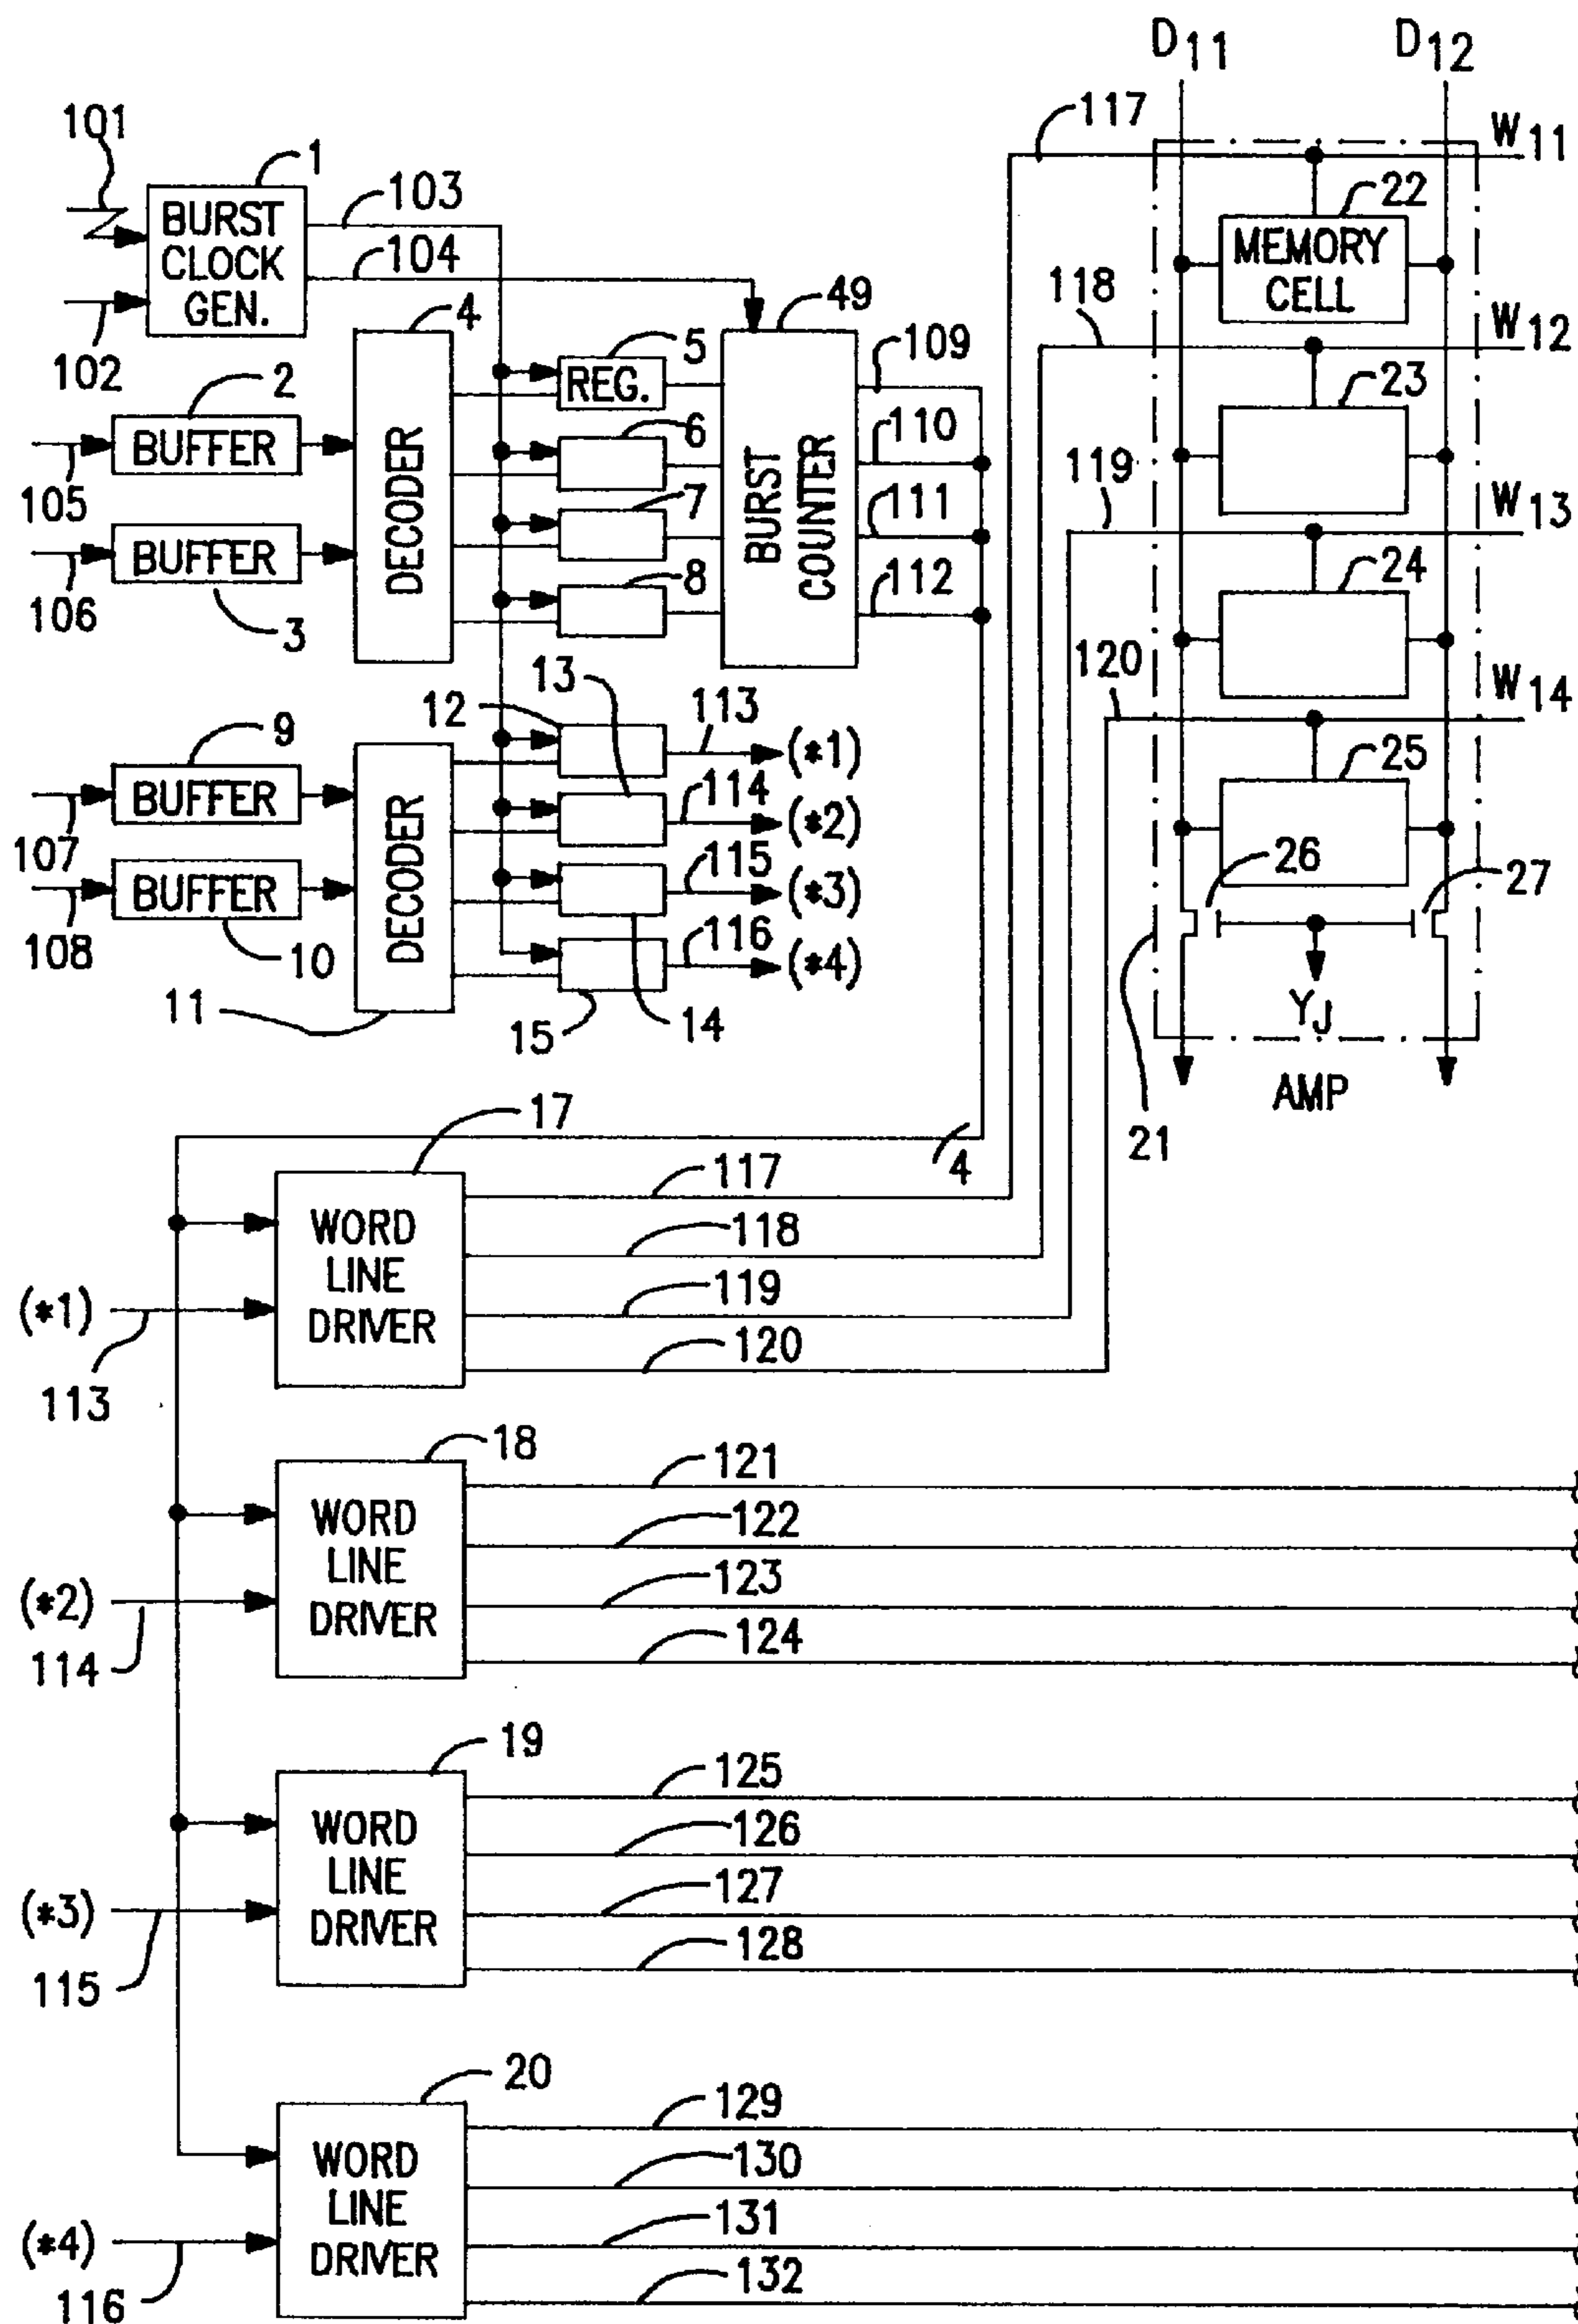 D11 D12
101
1
117
W11
BURST
CLOCK
GEN.
103
22
MEMORY
CELL
104
102
4
49
118
W12
2
5
109
23
BUFFER
REG.
105
6
110
119
W13
DECODER
BURST
COUNTER
BUFFER
7
111
24
106
3
8
112
120
W14
13
12
113
(*1)
9
25
BUFFER
114
(*2)
107
DECODER
26
27
BUFFER
115
(*3)
108
10
116
(*4)
11
15
14
YJ
AMP
21
17
4
117
WORD
LINE
DRIVER
118
119
(*1)
120
113
18
121
WORD
LINE
DRIVER
122
123
(*2)
124
114
19
125
WORD
LINE
DRIVER
126
127
(*3)
128
115
20
129
WORD
LINE
DRIVER
130
131
(*4)
132
116